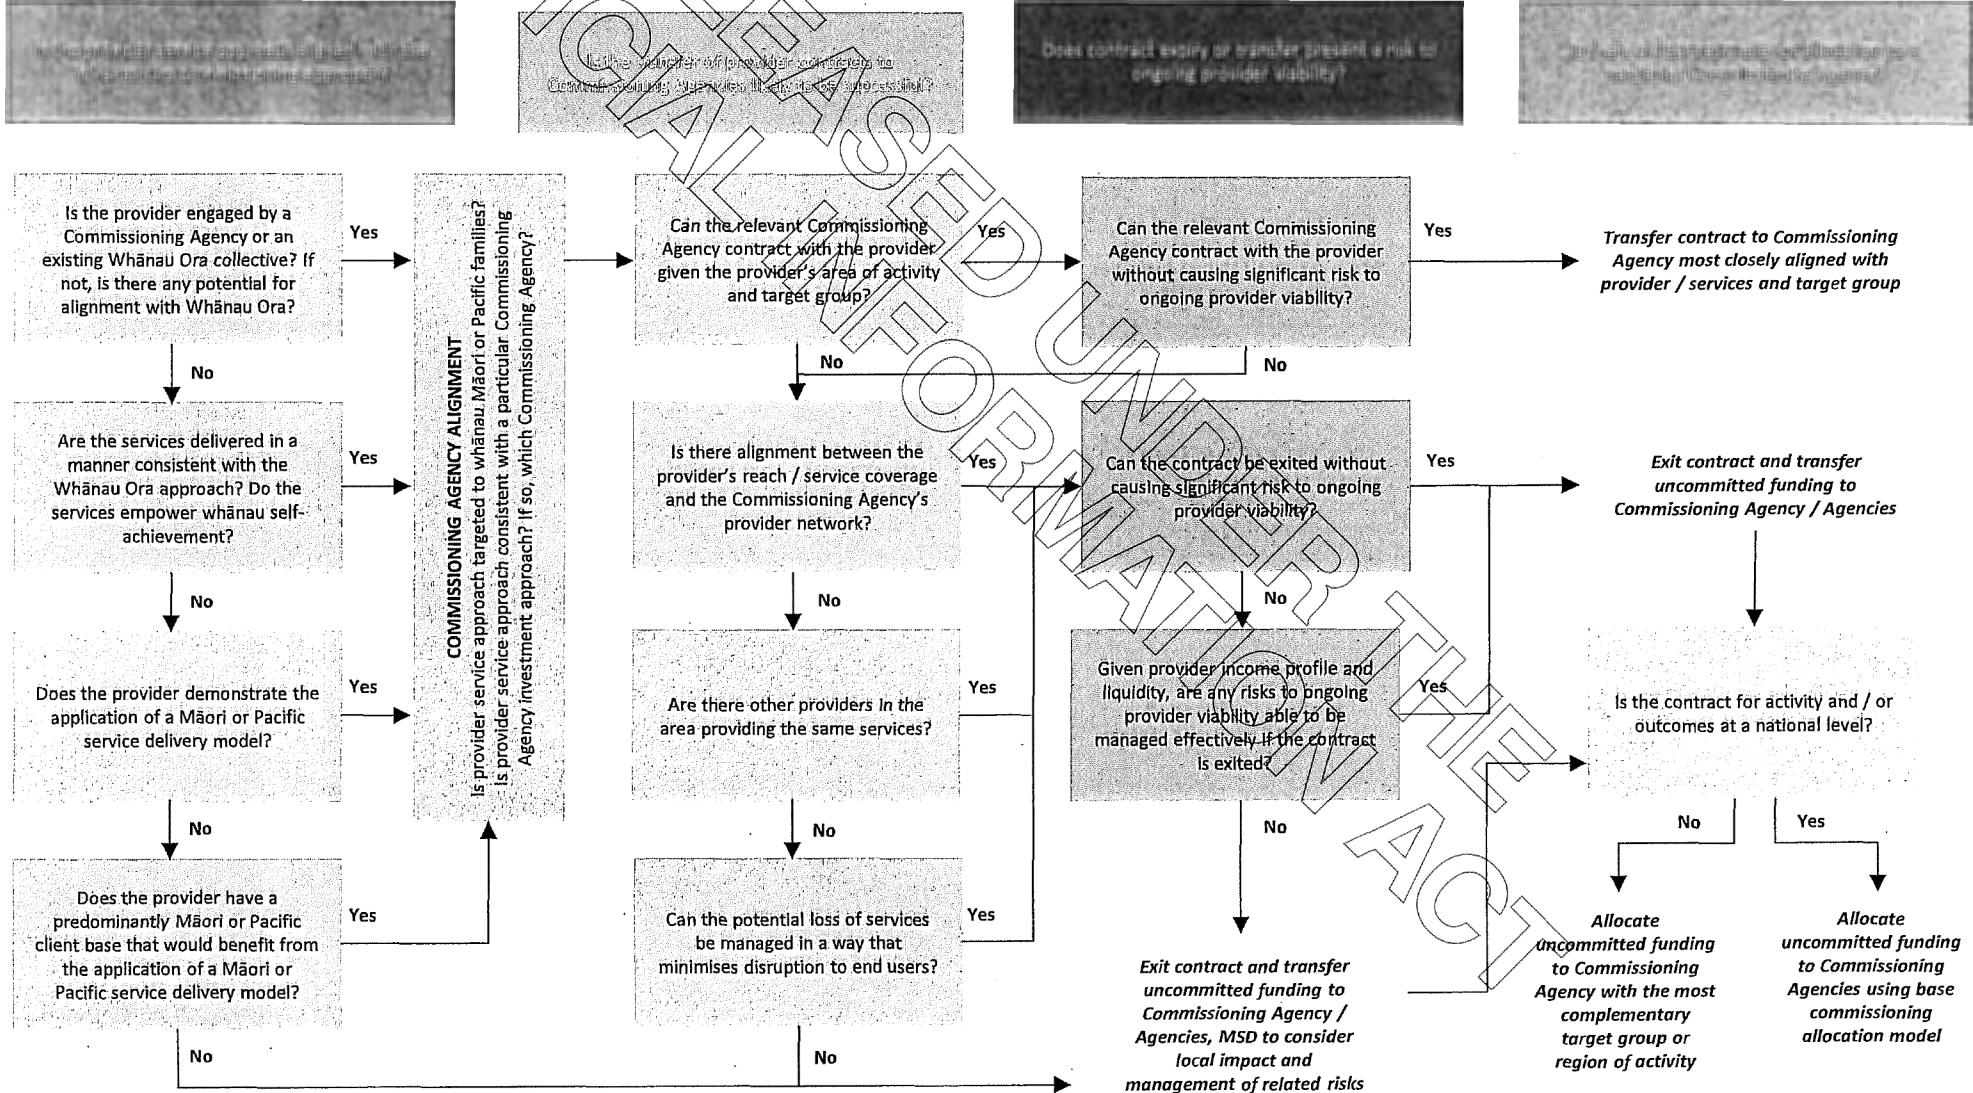 Is the transfer of provider contracts to
Commissioning Agencies likely to be successful?
Does contract expiry or transfer present a risk to
ongoing provider viability?
Is the provider engaged by a
Commissioning Agency or an
existing Whānau Ora collective? If
not, is there any potential for
alignment with Whānau Ora?
Yes
No
Are the services delivered in a
manner consistent with the
Whānau Ora approach? Do the
services empower whānau self-
achievement?
Yes
No
Does the provider demonstrate the
application of a Māori or Pacific
service delivery model?
Yes
No
Does the provider have a
predominantly Māori or Pacific
client base that would benefit from
the application of a Māori or
Pacific service delivery model?
Yes
No
COMMISSIONING AGENCY ALIGNMENT
Is provider service approach targeted to whānau Māori or Pacific families?
Is provider service approach consistent with a particular Commissioning
Agency investment approach? If so, which Commissioning Agency?
Can the relevant Commissioning
Agency contract with the provider
given the provider's area of activity
and target group?
Yes
No
Is there alignment between the
provider's reach / service coverage
and the Commissioning Agency's
provider network?
Yes
No
Are there other providers in the
area providing the same services?
Yes
No
Can the potential loss of services
be managed in a way that
minimises disruption to end users?
Yes
No
Can the relevant Commissioning
Agency contract with the provider
without causing significant risk to
ongoing provider viability?
Yes
No
Can the contract be exited without
causing significant risk to ongoing
provider viability?
Yes
No
Given provider income profile and
liquidity, are any risks to ongoing
provider viability able to be
managed effectively if the contract
is exited?
Yes
No
Exit contract and transfer
uncommitted funding to
Commissioning Agency /
Agencies, MSD to consider
local impact and
management of related risks
Transfer contract to Commissioning
Agency most closely aligned with
provider / services and target group
Exit contract and transfer
uncommitted funding to
Commissioning Agency / Agencies
Is the contract for activity and / or
outcomes at a national level?
No
Yes
Allocate
uncommitted funding
to Commissioning
Agency with the most
complementary
target group or
region of activity
Allocate
uncommitted funding
to Commissioning
Agencies using base
commissioning
allocation model
UNDER THE
INFORMATION ACT